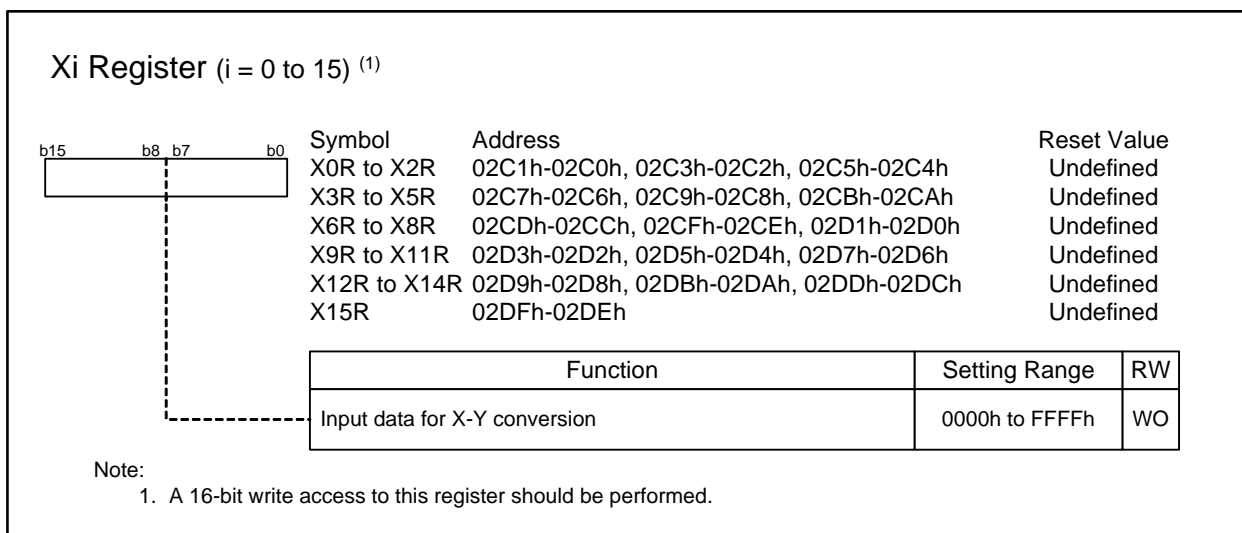 Xi Register (i = 0 to 15) (1)
b15 b8 b7 b0
Symbol Address Reset Value
X0R to X2R 02C1h-02C0h, 02C3h-02C2h, 02C5h-02C4h Undefined
X3R to X5R 02C7h-02C6h, 02C9h-02C8h, 02CBh-02CAh Undefined
X6R to X8R 02CDh-02CCh, 02CFh-02CEh, 02D1h-02D0h Undefined
X9R to X11R 02D3h-02D2h, 02D5h-02D4h, 02D7h-02D6h Undefined
X12R to X14R 02D9h-02D8h, 02DBh-02DAh, 02DDh-02DCh Undefined
X15R 02DFh-02DEh Undefined
Function Setting Range RW
Input data for X-Y conversion 0000h to FFFFh WO
Note:
1. A 16-bit write access to this register should be performed.